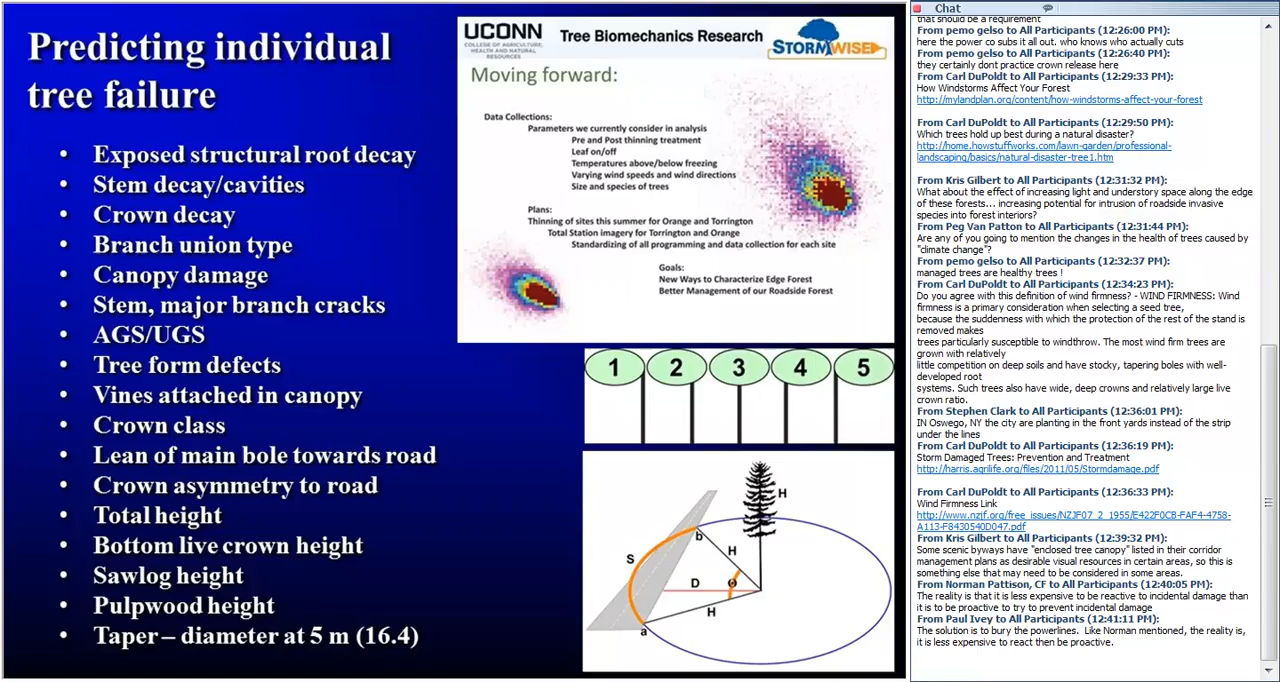 Predicting individual
tree failure
• Exposed structural root decay
• Stem decay/cavities
• Crown decay
• Branch union type
• Canopy damage
• Stem, major branch cracks
• AGS/UGS
• Tree form defects
• Vines attached in canopy
• Crown class
• Lean of main bole towards road
• Crown asymmetry to road
• Total height
• Bottom live crown height
• Sawlog height
• Pulpwood height
• Taper – diameter at 5 m (16.4)
UCONN
COLLEGE OF AGRICULTURE,
HEALTH AND NATURAL
RESOURCES
Tree Biomechanics Research
STORMWISE
Moving forward:
Data Collections:
Parameters we currently consider in analysis
Pre and Post thinning treatment
Leaf on/off
Temperatures above/below freezing
Varying wind speeds and wind directions
Size and species of trees
Plans:
Thinning of sites this summer for Orange and Torrington
Total Station imagery for Torrington and Orange
Standardizing of all programming and data collection for each site
Goals:
New Ways to Characterize Edge Forest
Better Management of our Roadside Forest
1 2 3 4 5
H
b
S
H
D
Θ
H
a
Chat
that should be a requirement
From pemo gelso to All Participants (12:26:00 PM):
here the power co subs it all out. who knows who actually cuts
From pemo gelso to All Participants (12:26:40 PM):
they certainly dont practice crown release here
From Carl DuPoldt to All Participants (12:29:33 PM):
How Windstorms Affect Your Forest
http://mylandplan.org/content/how-windstorms-affect-your-forest
From Carl DuPoldt to All Participants (12:29:50 PM):
Which trees hold up best during a natural disaster?
http://home.howstuffworks.com/lawn-garden/professional-
landscaping/basics/natural-disaster-tree1.htm
From Kris Gilbert to All Participants (12:31:32 PM):
What about the effect of increasing light and understory space along the edge
of these forests... increasing potential for intrusion of roadside invasive
species into forest interiors?
From Peg Van Patton to All Participants (12:31:44 PM):
Are any of you going to mention the changes in the health of trees caused by
"climate change"?
From pemo gelso to All Participants (12:32:37 PM):
managed trees are healthy trees !
From Carl DuPoldt to All Participants (12:34:23 PM):
Do you agree with this definition of wind firmness? - WIND FIRMNESS: Wind
firmness is a primary consideration when selecting a seed tree,
because the suddenness with which the protection of the rest of the stand is
removed makes
trees particularly susceptible to windthrow. The most wind firm trees are
grown with relatively
little competition on deep soils and have stocky, tapering boles with well-
developed root
systems. Such trees also have wide, deep crowns and relatively large live
crown ratio.
From Stephen Clark to All Participants (12:36:01 PM):
IN Oswego, NY the city are planting in the front yards instead of the strip
under the lines
From Carl DuPoldt to All Participants (12:36:19 PM):
Storm Damaged Trees: Prevention and Treatment
http://harris.agrilife.org/files/2011/05/Stormdamage.pdf
From Carl DuPoldt to All Participants (12:36:33 PM):
Wind Firmness Link
http://www.nzjf.org/free_issues/NZJF07_2_1955/E422F0CB-FAF4-4758-
A113-F8430540D047.pdf
From Kris Gilbert to All Participants (12:39:32 PM):
Some scenic byways have "enclosed tree canopy" listed in their corridor
management plans as desirable visual resources in certain areas, so this is
something else that may need to be considered in some areas.
From Norman Pattison, CF to All Participants (12:40:05 PM):
The reality is that it is less expensive to be reactive to incidental damage than
it is to be proactive to try to prevent incidental damage
From Paul Ivey to All Participants (12:41:11 PM):
The solution is to bury the powerlines. Like Norman mentioned, the reality is,
it is less expensive to react then be proactive.